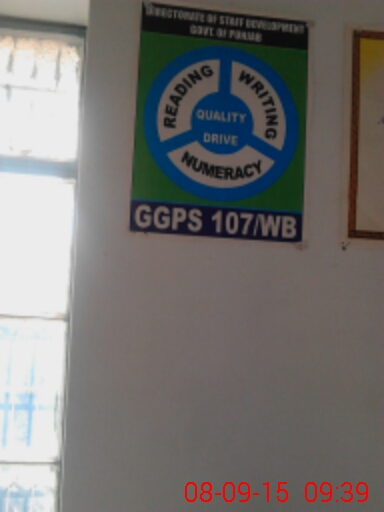 DIRECTORATE OF STAFF DEVELOPMENT
GOVT. OF PUNJAB
READING
WRITING
QUALITY
DRIVE
NUMERACY
GGPS 107/WB
08-09-15 09:39